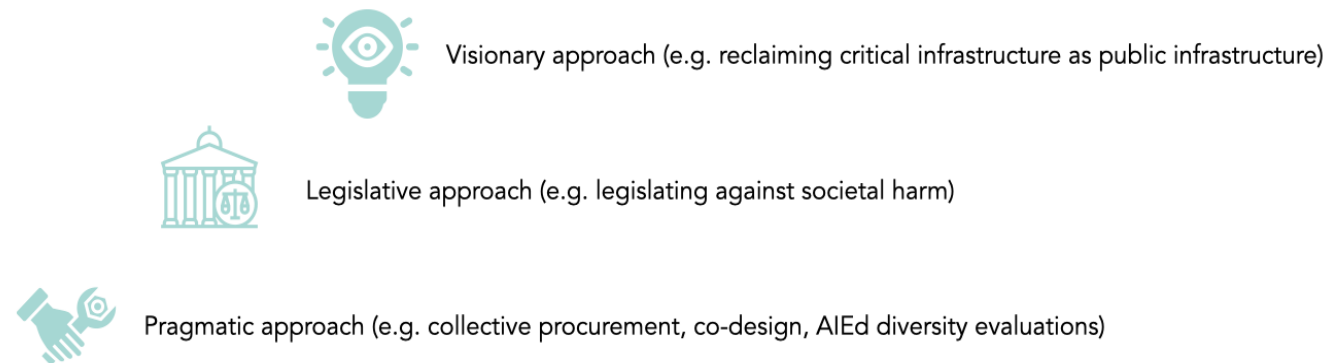 Visionary approach (e.g. reclaiming critical infrastructure as public infrastructure)
Legislative approach (e.g. legislating against societal harm)
Pragmatic approach (e.g. collective procurement, co-design, AIEd diversity evaluations)